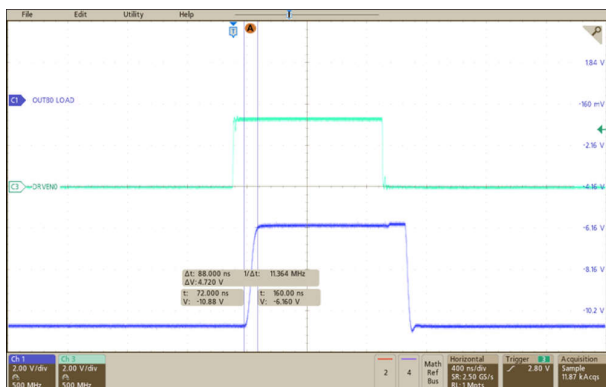 File Edit Utility Help
T A
1.84 V
C1 OUT80 LOAD
-160 mV
-2.16 V
C3 DRVEN0
-4.16 V
-6.16 V
-8.16 V
-10.2 V
Δt: 88.000 ns 1/Δt: 11.364 MHz
ΔV: 4.720 V
t: 72.000 ns t: 160.00 ns
V: -10.88 V V: -6.160 V
Ch 1 Ch 3 2 4 Math Horizontal Trigger 3 Acquisition
2.00 V/div 2.00 V/div Ref 400 ns/div 2.80 V Sample
500 MHz 500 MHz Bus SR: 2.50 GS/s 11.87 kAcqs
RL: 1 Mpts